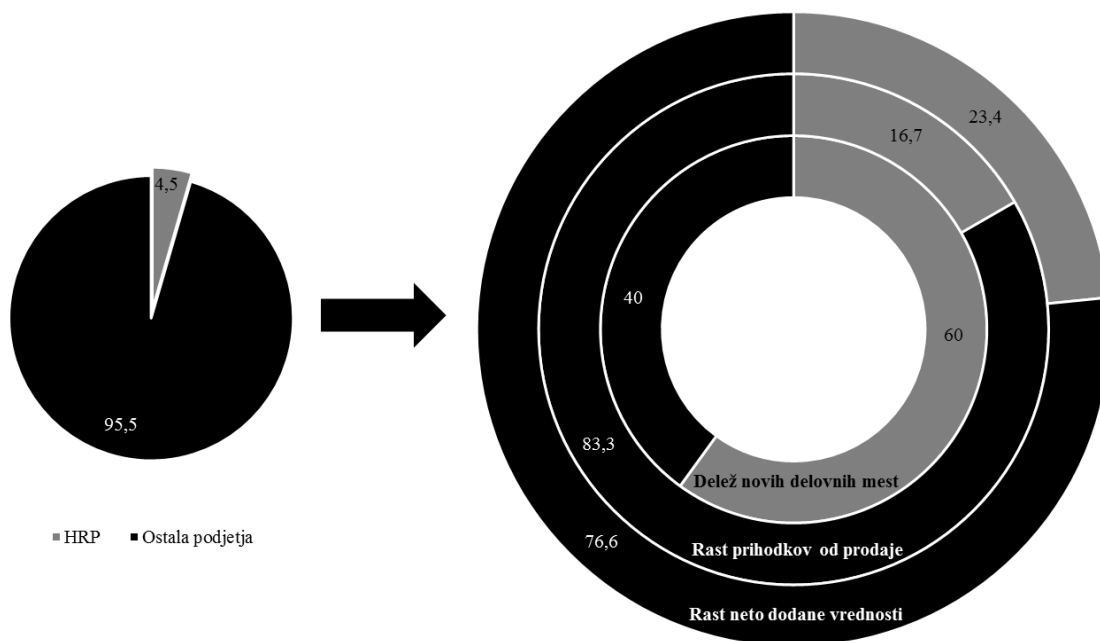 4,5
95,5
HRP
Ostala podjetja
23,4
16,7
40
60
83,3
76,6
Delež novih delovnih mest
Rast prihodkov od prodaje
Rast neto dodane vrednosti